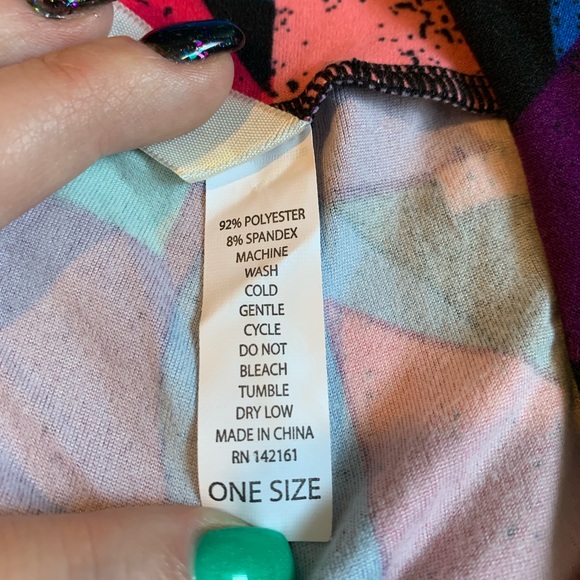 92% POLYESTER
8% SPANDEX
MACHINE
WASH
COLD
GENTLE
CYCLE
DO NOT
BLEACH
TUMBLE
DRY LOW
MADE IN CHINA
RN 142161
ONE SIZE